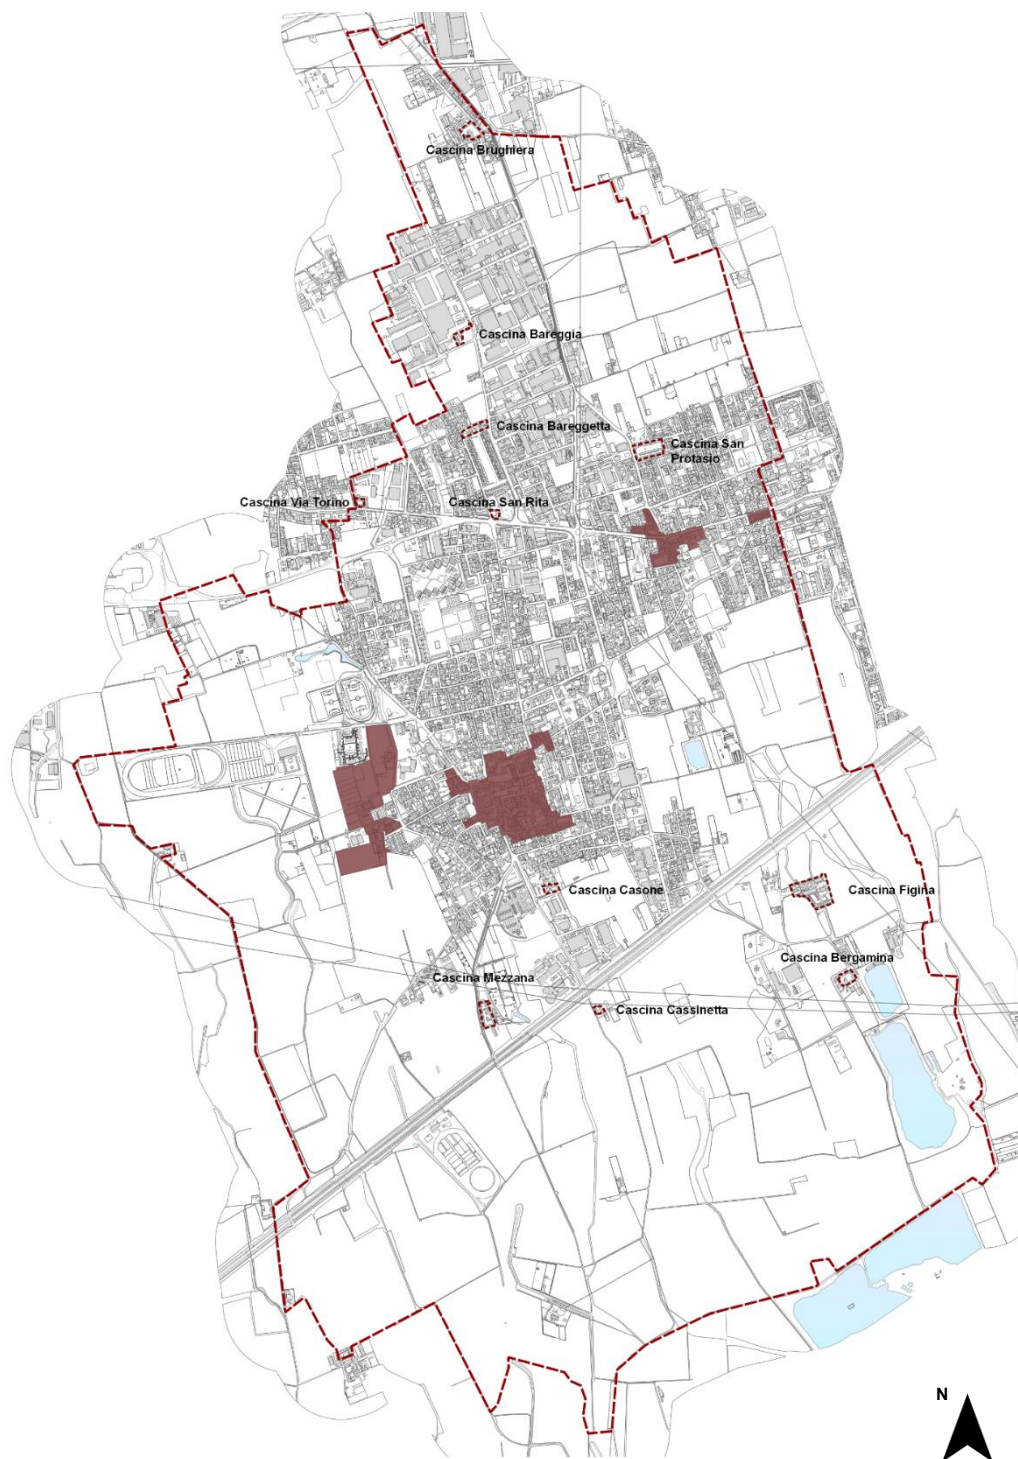 Cascina Brughiera
Cascina Bareggia
Cascina Bareggetta
Cascina San
Protasio
Cascina Via Torino
Cascina San Rita
Cascina Casone
Cascina Figina
Cascina Bergamina
Cascina Mezzana
Cascina Cassinetta
N